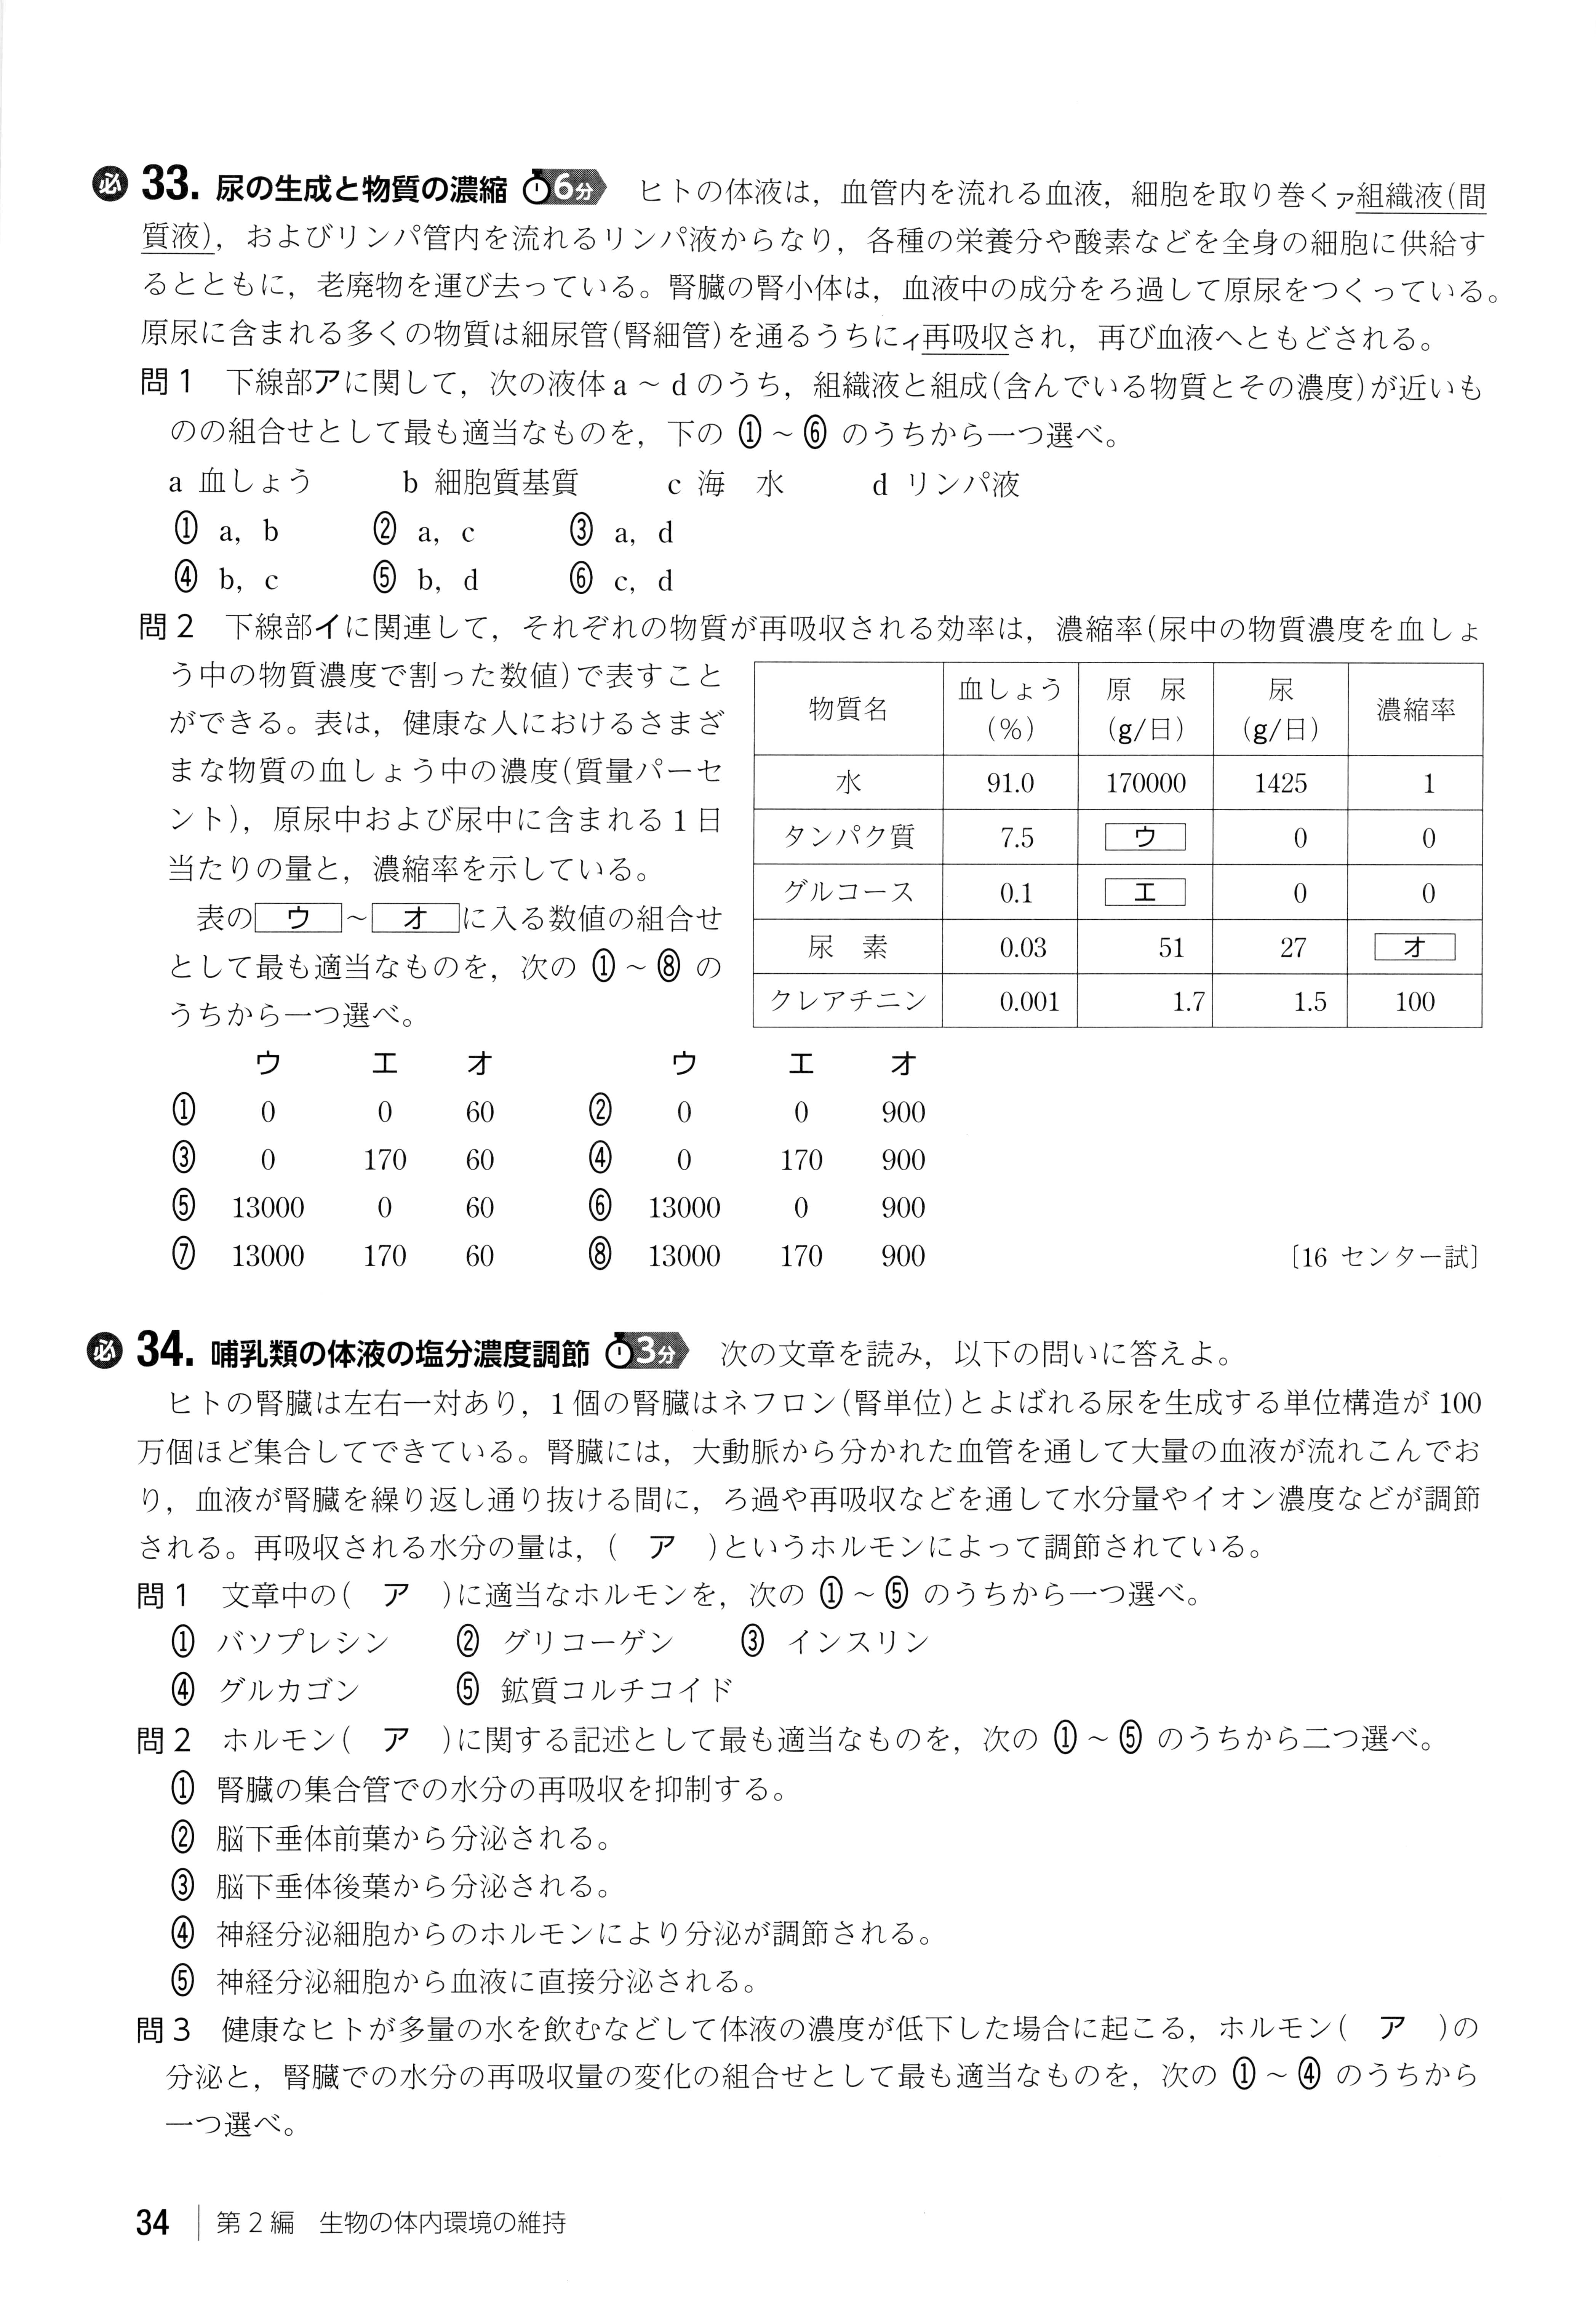 必 33. 尿の生成と物質の濃縮 6分 ヒトの体液は，血管内を流れる血液，細胞を取り巻くア組織液(間
質液)，およびリンパ管内を流れるリンパ液からなり，各種の栄養分や酸素などを全身の細胞に供給す
るとともに，老廃物を運び去っている。腎臓の腎小体は，血液中の成分をろ過して原尿をつくっている。
原尿に含まれる多くの物質は細尿管(腎細管)を通るうちにィ再吸収され，再び血液へともどされる。
問1 下線部アに関して，次の液体 a ～ d のうち，組織液と組成(含んでいる物質とその濃度)が近いも
のの組合せとして最も適当なものを，下の ① ～ ⑥ のうちから一つ選べ。
a 血しょう b 細胞質基質 c 海 水 d リンパ液
① a，b ② a，c ③ a，d
④ b，c ⑤ b，d ⑥ c，d
問2 下線部イに関連して，それぞれの物質が再吸収される効率は，濃縮率(尿中の物質濃度を血しょ
う中の物質濃度で割った数値)で表すこと
ができる。表は，健康な人におけるさまざ
まな物質の血しょう中の濃度(質量パーセ
ント)，原尿中および尿中に含まれる1日
当たりの量と，濃縮率を示している。
表の ウ ～ オ に入る数値の組合せ
として最も適当なものを，次の ① ～ ⑧ の
うちから一つ選べ。
物質名 血しょう(％) 原 尿(g/日) 尿(g/日) 濃縮率
水 91.0 170000 1425 1
タンパク質 7.5 ウ 0 0
グルコース 0.1 エ 0 0
尿 素 0.03 51 27 オ
クレアチニン 0.001 1.7 1.5 100
ウ エ オ ウ エ オ
① 0 0 60 ② 0 0 900
③ 0 170 60 ④ 0 170 900
⑤ 13000 0 60 ⑥ 13000 0 900
⑦ 13000 170 60 ⑧ 13000 170 900 〔16 センター試〕
必 34. 哺乳類の体液の塩分濃度調節 3分 次の文章を読み，以下の問いに答えよ。
ヒトの腎臓は左右一対あり，1個の腎臓はネフロン(腎単位)とよばれる尿を生成する単位構造が 100
万個ほど集合してできている。腎臓には，大動脈から分かれた血管を通して大量の血液が流れこんでお
り，血液が腎臓を繰り返し通り抜ける間に，ろ過や再吸収などを通して水分量やイオン濃度などが調節
される。再吸収される水分の量は，( ア )というホルモンによって調節されている。
問1 文章中の( ア )に適当なホルモンを，次の ① ～ ⑤ のうちから一つ選べ。
① バソプレシン ② グリコーゲン ③ インスリン
④ グルカゴン ⑤ 鉱質コルチコイド
問2 ホルモン( ア )に関する記述として最も適当なものを，次の ① ～ ⑤ のうちから二つ選べ。
① 腎臓の集合管での水分の再吸収を抑制する。
② 脳下垂体前葉から分泌される。
③ 脳下垂体後葉から分泌される。
④ 神経分泌細胞からのホルモンにより分泌が調節される。
⑤ 神経分泌細胞から血液に直接分泌される。
問3 健康なヒトが多量の水を飲むなどして体液の濃度が低下した場合に起こる，ホルモン( ア )の
分泌と，腎臓での水分の再吸収量の変化の組合せとして最も適当なものを，次の ① ～ ④ のうちから
一つ選べ。
34 第2編 生物の体内環境の維持